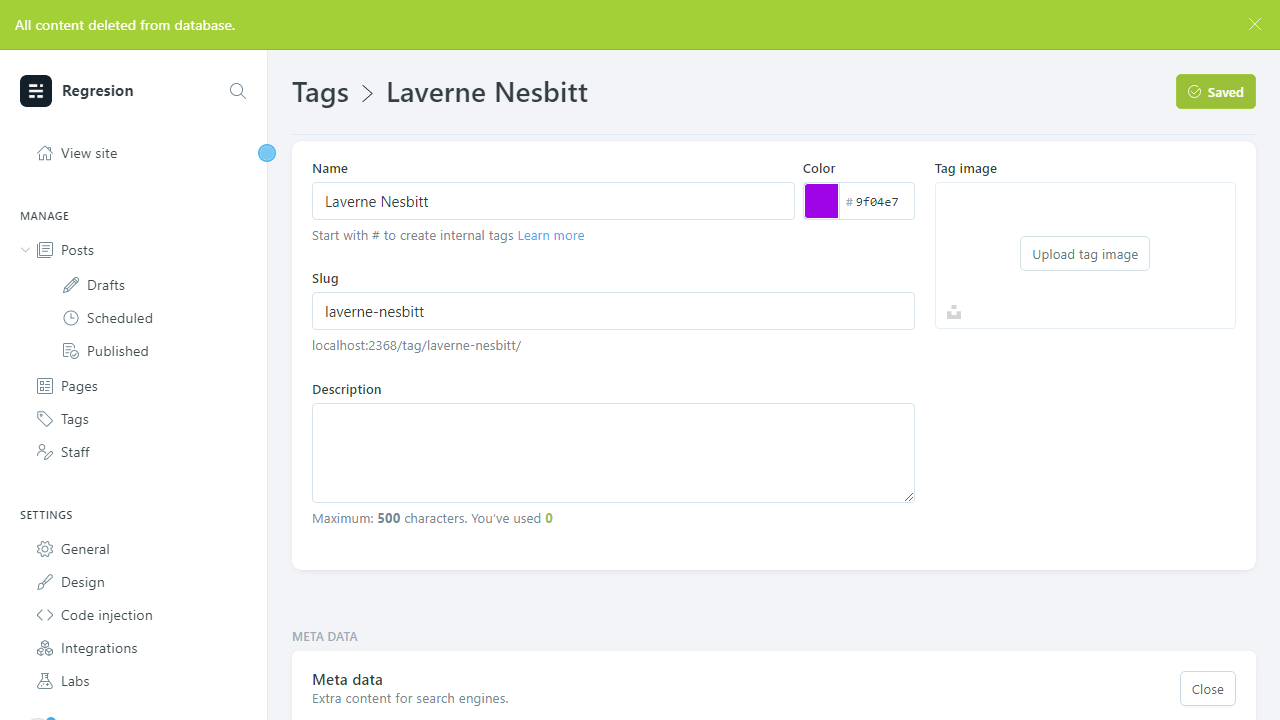 All content deleted from database.
Regresion
View site
MANAGE
Posts
Drafts
Scheduled
Published
Pages
Tags
Staff
SETTINGS
General
Design
Code injection
Integrations
Labs
Tags
Laverne Nesbitt
Saved
Name
Laverne Nesbitt
Start with # to create internal tags Learn more
Color
# 9f04e7
Slug
laverne-nesbitt
localhost:2368/tag/laverne-nesbitt/
Description
Maximum: 500 characters. You've used 0
Tag image
Upload tag image
META DATA
Meta data
Extra content for search engines.
Close